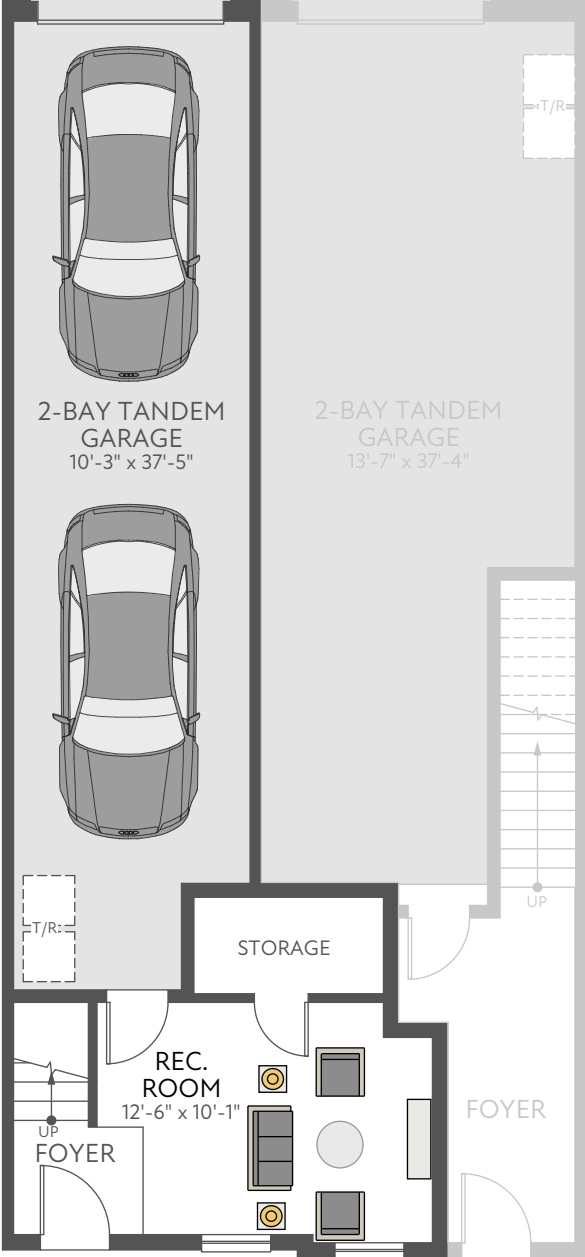 T/R
2-BAY TANDEM
GARAGE
10'-3" x 37'-5"
2-BAY TANDEM
GARAGE
13'-7" x 37'-4"
UP
T/R
STORAGE
REC.
ROOM
12'-6" x 10'-1"
UP
FOYER
FOYER